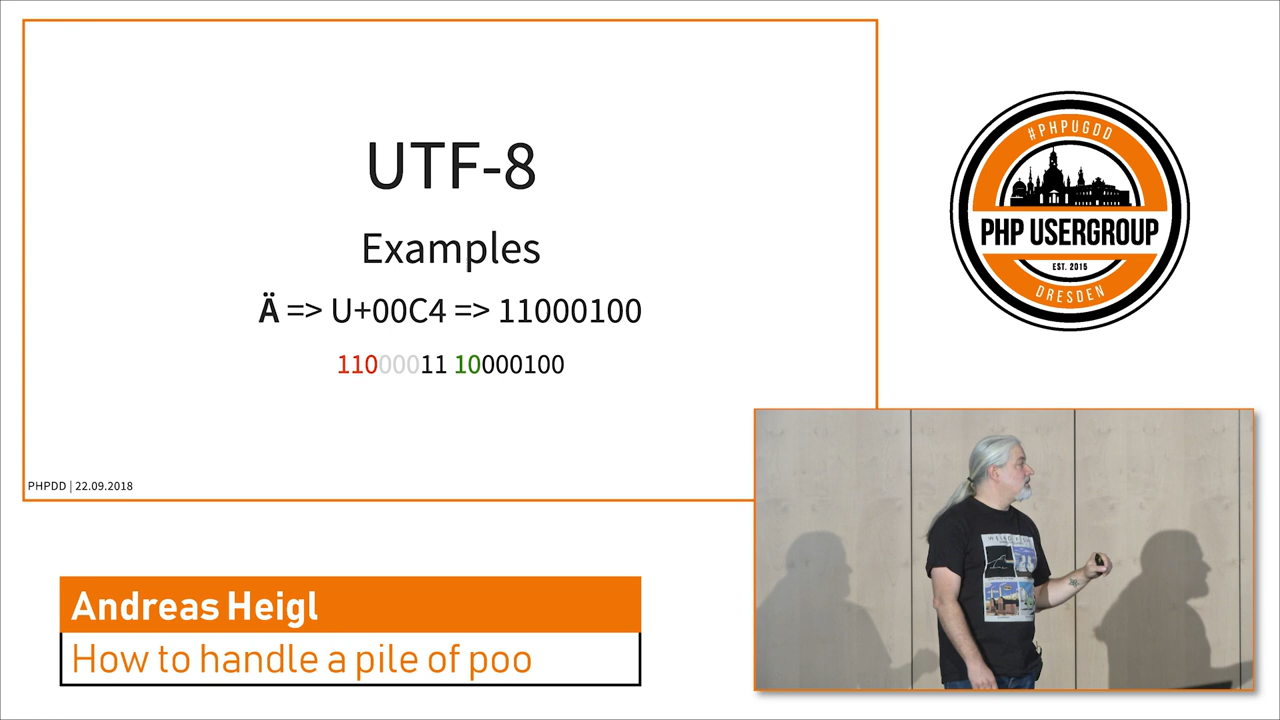 UTF-8
Examples
Ä => U+00C4 => 11000100
11000011 10000100
PHPDD | 22.09.2018
#PHPUGDD
PHP USERGROUP
EST. 2015
DRESDEN
Andreas Heigl
How to handle a pile of poo